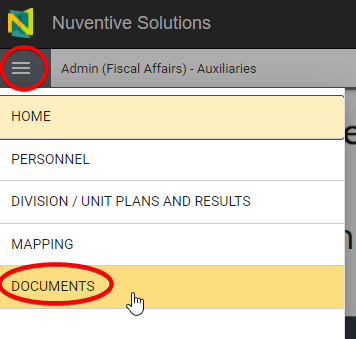 Nuventive Solutions
Admin (Fiscal Affairs) - Auxiliaries
HOME
PERSONNEL
DIVISION / UNIT PLANS AND RESULTS
MAPPING
DOCUMENTS